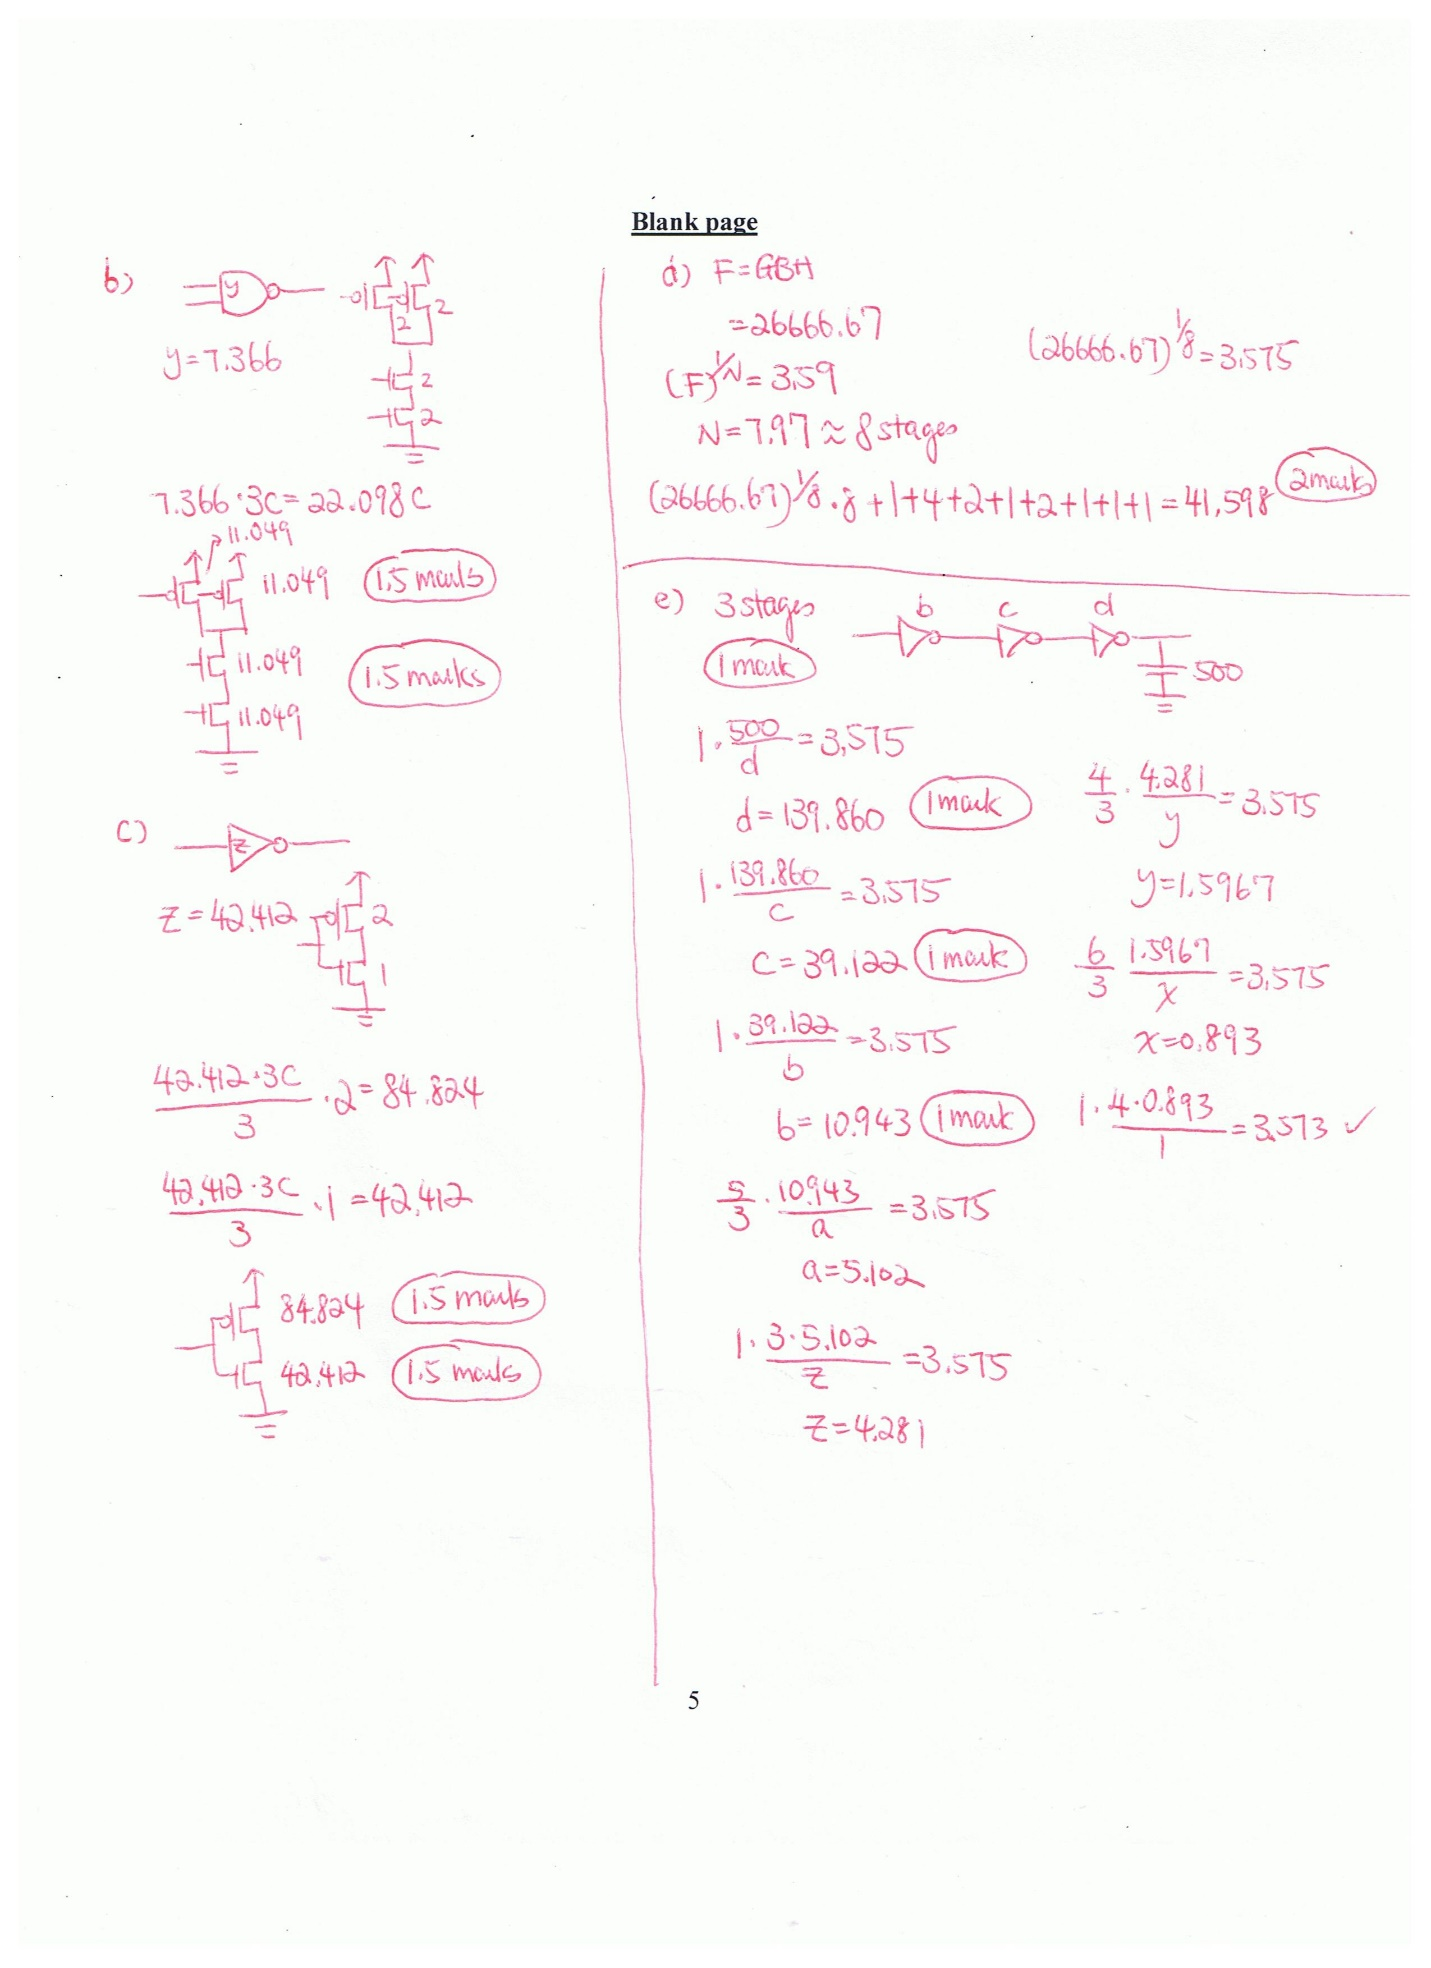 Blank page
b)
y
2
2
y=7.366
2
2
7.366·3C=22.098C
11.049
11.049
1.5 marks
11.049
1.5 marks
11.049
c)
z
z=42.412
2
1
42.412·3C/3 ·2=84.824
42.412·3C/3 ·1=42.412
84.824
1.5 marks
42.412
1.5 marks
d) F=GBH
=26666.67
(26666.67)^1/8=3.575
(F)^1/N=3.59
N=7.97≈8 stages
(26666.67)^1/8·8+1+4+2+1+2+1+1+1=41.598
2 marks
e) 3 stages
b c d
1 mark
500
1·500/d=3.575
d=139.860
1 mark
1·139.860/c=3.575
c=39.122
1 mark
1·39.122/b=3.575
b=10.943
1 mark
5/3·10.943/a=3.575
a=5.102
1·3·5.102/z=3.575
z=4.281
4/3·4.281/y=3.575
y=1.5967
6/3 1.5967/x=3.575
x=0.893
1·4·0.893/1=3.573 ✓
5